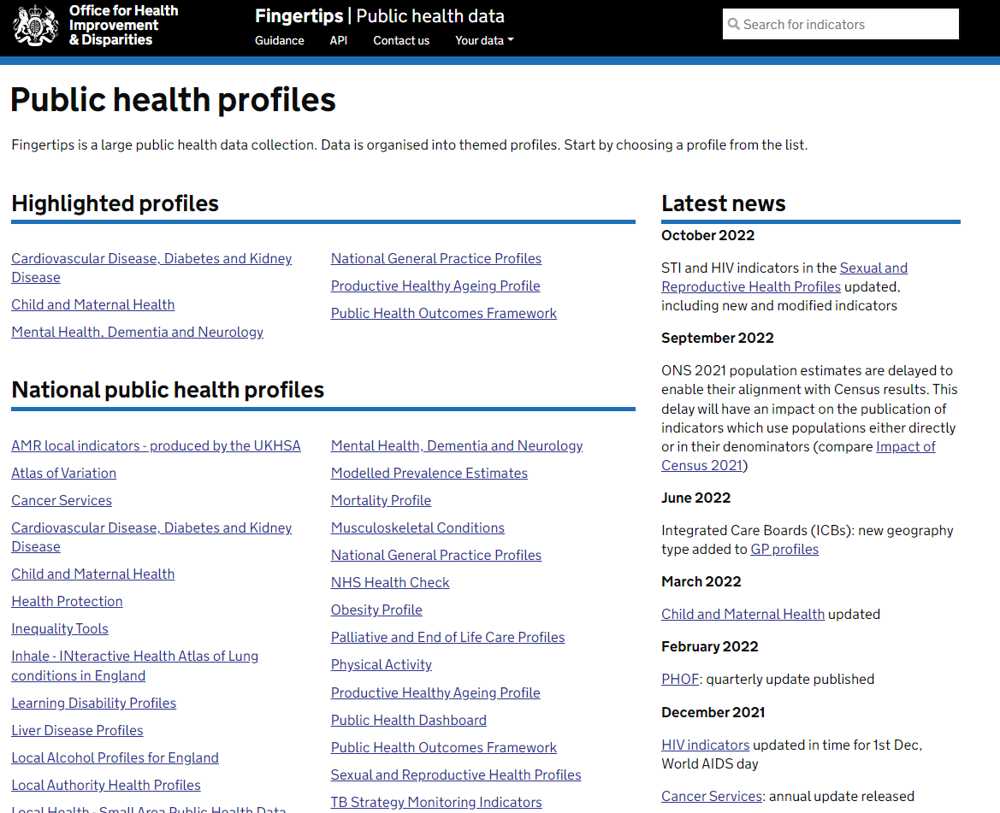 Office for Health
Improvement
& Disparities
Fingertips | Public health data
Guidance
API
Contact us
Your data
Search for indicators
Public health profiles
Fingertips is a large public health data collection. Data is organised into themed profiles. Start by choosing a profile from the list.
Highlighted profiles
Cardiovascular Disease, Diabetes and Kidney
Disease
Child and Maternal Health
Mental Health, Dementia and Neurology
National General Practice Profiles
Productive Healthy Ageing Profile
Public Health Outcomes Framework
National public health profiles
AMR local indicators - produced by the UKHSA
Atlas of Variation
Cancer Services
Cardiovascular Disease, Diabetes and Kidney
Disease
Child and Maternal Health
Health Protection
Inequality Tools
Inhale - INteractive Health Atlas of Lung
conditions in England
Learning Disability Profiles
Liver Disease Profiles
Local Alcohol Profiles for England
Local Authority Health Profiles
Local Health - Small Area Public Health Data
Mental Health, Dementia and Neurology
Modelled Prevalence Estimates
Mortality Profile
Musculoskeletal Conditions
National General Practice Profiles
NHS Health Check
Obesity Profile
Palliative and End of Life Care Profiles
Physical Activity
Productive Healthy Ageing Profile
Public Health Dashboard
Public Health Outcomes Framework
Sexual and Reproductive Health Profiles
TB Strategy Monitoring Indicators
Latest news
October 2022
STI and HIV indicators in the Sexual and
Reproductive Health Profiles updated,
including new and modified indicators
September 2022
ONS 2021 population estimates are delayed to
enable their alignment with Census results. This
delay will have an impact on the publication of
indicators which use populations either directly
or in their denominators (compare Impact of
Census 2021)
June 2022
Integrated Care Boards (ICBs): new geography
type added to GP profiles
March 2022
Child and Maternal Health updated
February 2022
PHOF: quarterly update published
December 2021
HIV indicators updated in time for 1st Dec,
World AIDS day
Cancer Services: annual update released